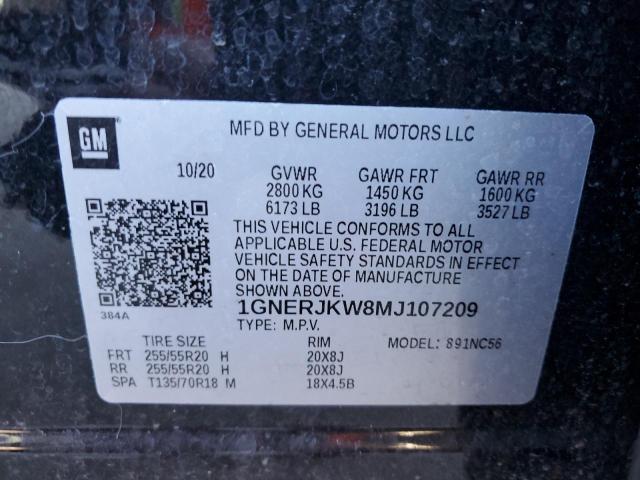 GM
MFD BY GENERAL MOTORS LLC
10/20 GVWR GAWR FRT GAWR RR
2800 KG 1450 KG 1600 KG
6173 LB 3196 LB 3527 LB
THIS VEHICLE CONFORMS TO ALL
APPLICABLE U.S. FEDERAL MOTOR
VEHICLE SAFETY STANDARDS IN EFFECT
ON THE DATE OF MANUFACTURE
SHOWN ABOVE.
384A 1GNERJKW8MJ107209
TYPE: M.P.V.
TIRE SIZE RIM MODEL: 891NC56
FRT 255/55R20 H 20X8J
RR 255/55R20 H 20X8J
SPA T135/70R18 M 18X4.5B